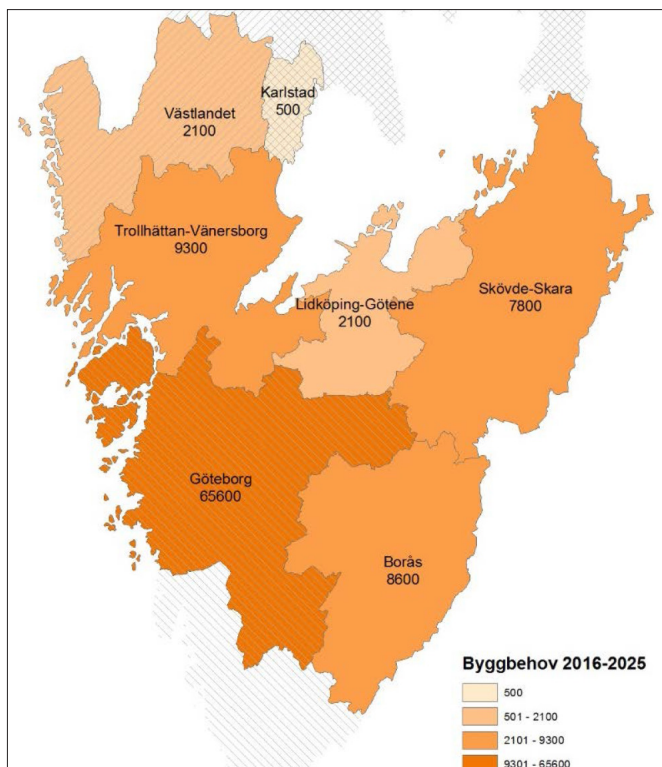 Karlstad
500
Västlandet
2100
Trollhättan-Vänersborg
9300
Lidköping-Götene
2100
Skövde-Skara
7800
Göteborg
65600
Borås
8600
Byggbehov 2016-2025
500
501 - 2100
2101 - 9300
9301 - 65600